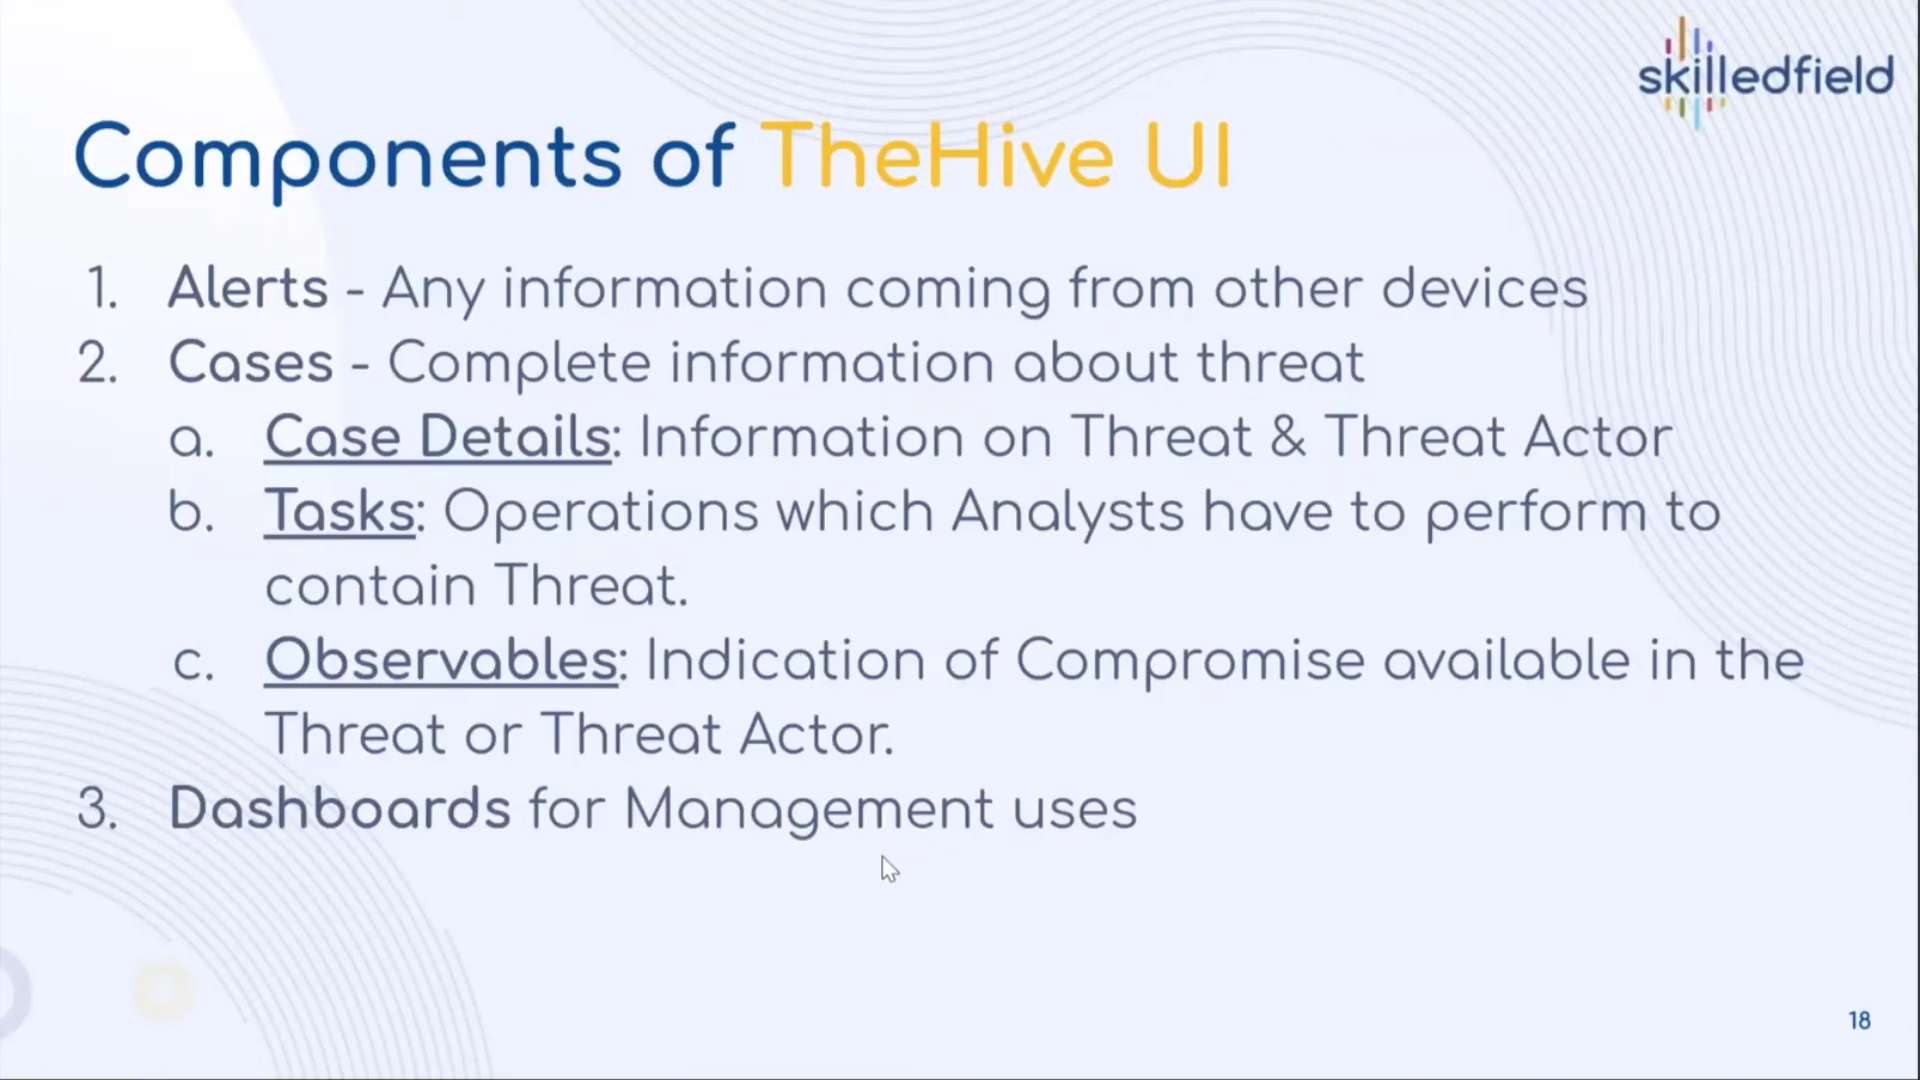 skilledfield
Components of TheHive UI
1. Alerts - Any information coming from other devices
2. Cases - Complete information about threat
a. Case Details: Information on Threat & Threat Actor
b. Tasks: Operations which Analysts have to perform to
contain Threat.
c. Observables: Indication of Compromise available in the
Threat or Threat Actor.
3. Dashboards for Management uses
18